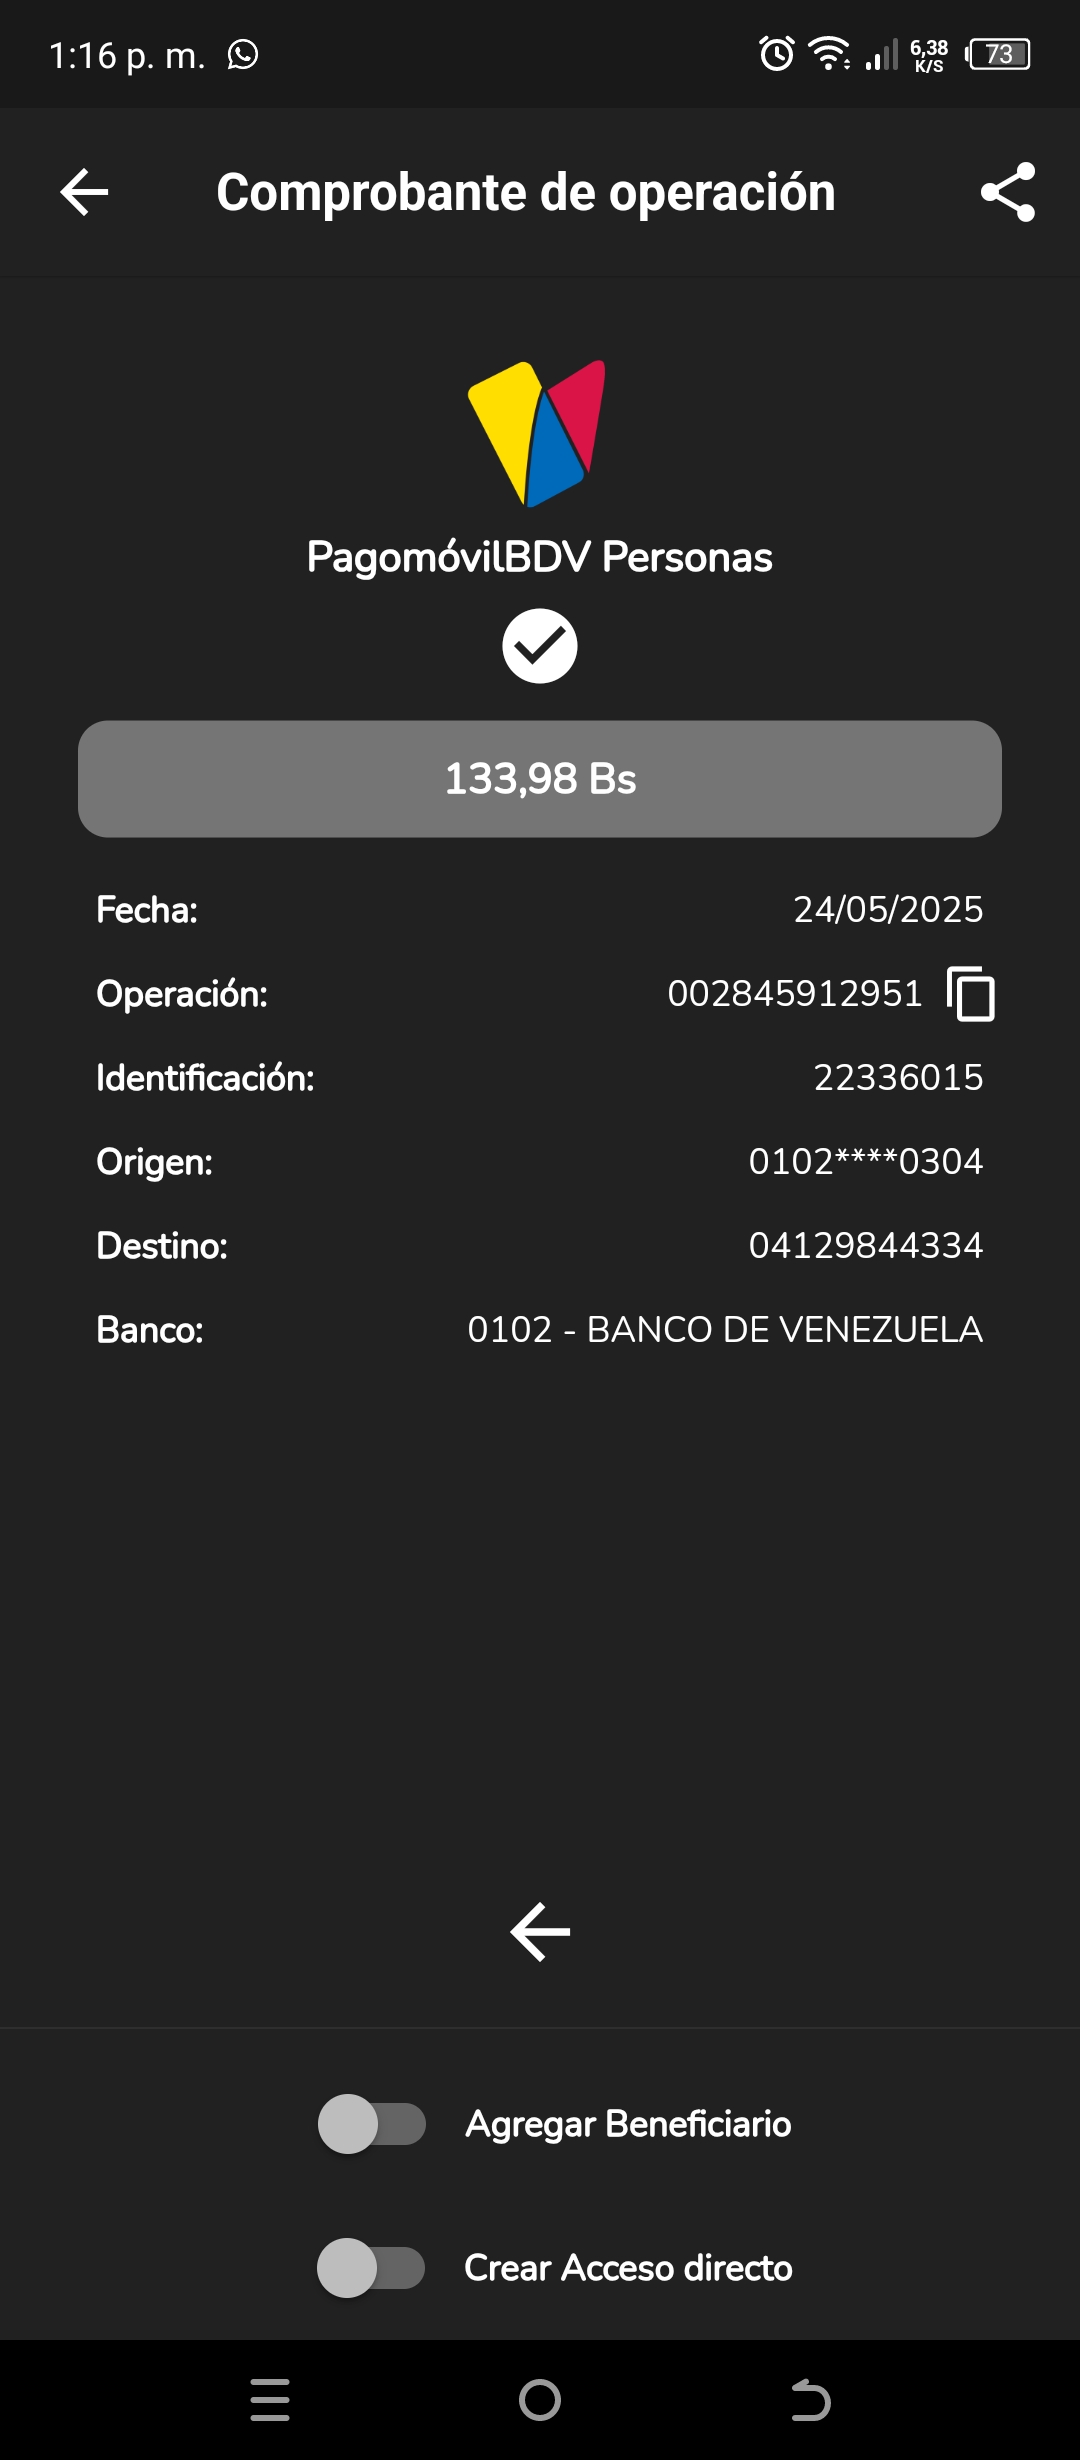 1:16 p. m.
6,38
K/S
73
Comprobante de operación
PagomóvilBDV Personas
133,98 Bs
Fecha: 24/05/2025
Operación: 002845912951
Identificación: 22336015
Origen: 0102****0304
Destino: 04129844334
Banco: 0102 - BANCO DE VENEZUELA
Agregar Beneficiario
Crear Acceso directo